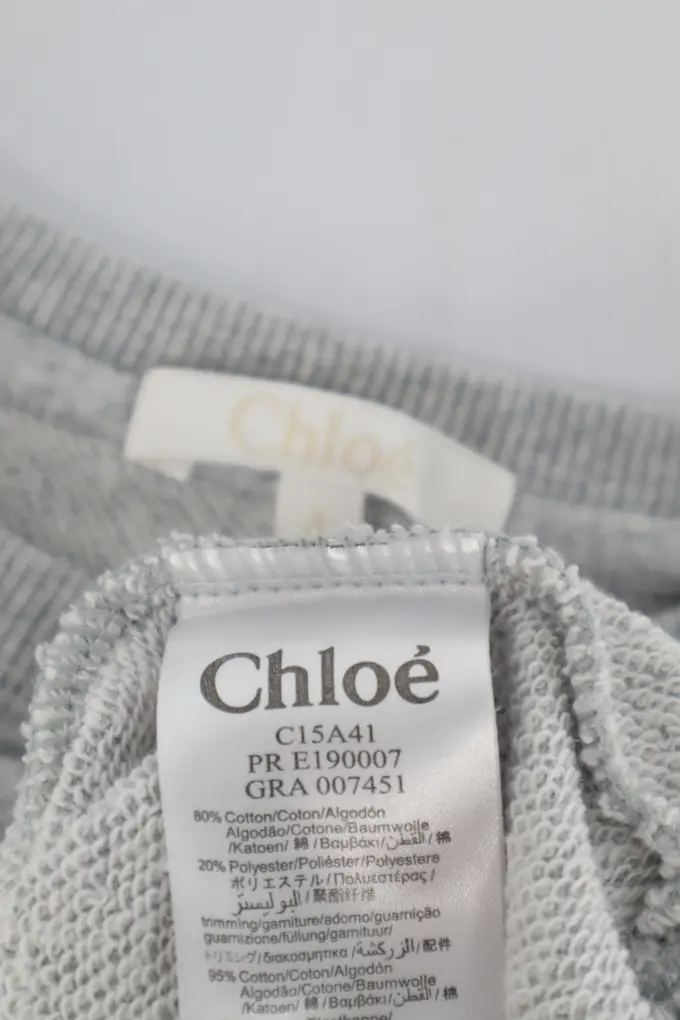 Chloé
Chloé
C15A41
PR E190007
GRA 007451
80% Cotton/Coton/Algodón
Algodão/Cotone/Baumwolle
/Katoen/ 綿 /Βαμβάκι/القطن/ 棉
20% Polyester/Poliéster/Polyestere
ポリエステル/Πολυεστέρας/
البوليستر/聚酯纤维
trimming/garniture/adorno/guarnição
guarnizione/füllung/garnituur/
トリミング/διακοσμητικα/الزركشة/配件
95% Cotton/Coton/Algodón
Algodão/Cotone/Baumwolle
/Katoen/ 綿 /Βαμβάκι/القطن/ 棉